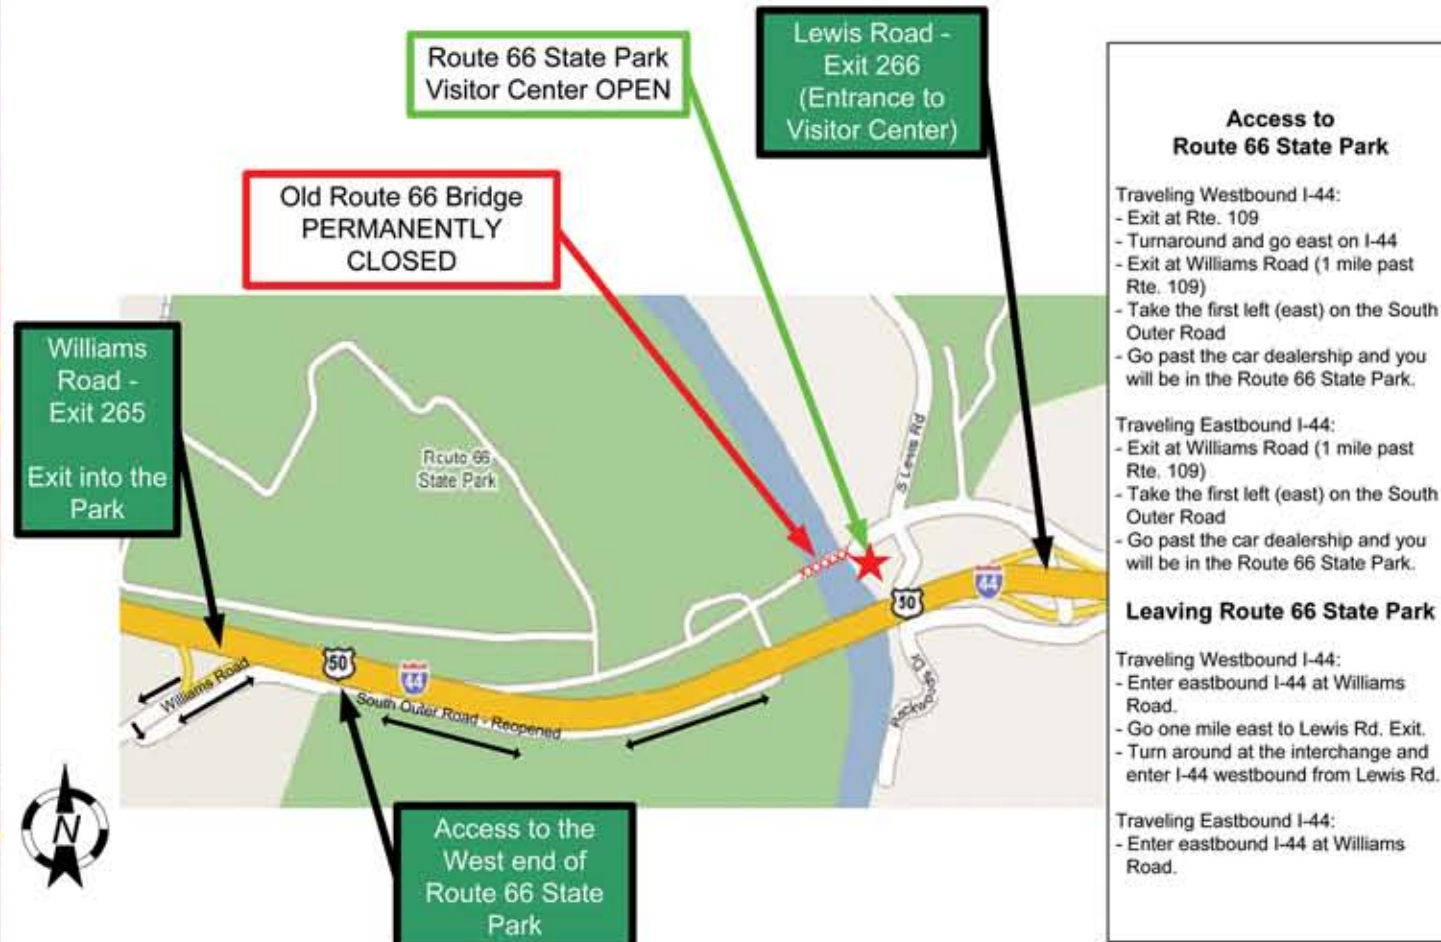 Route 66 State Park
Visitor Center OPEN
Lewis Road -
Exit 266
(Entrance to
Visitor Center)
Old Route 66 Bridge
PERMANENTLY
CLOSED
Williams
Road -
Exit 265
Exit into the
Park
Route 66
State Park
S Lewis Rd
50
44
50
44
Williams Road
South Outer Road - Reopened
Rockwoods Dr
N
Access to the
West end of
Route 66 State
Park
Access to
Route 66 State Park
Traveling Westbound I-44:
- Exit at Rte. 109
- Turnaround and go east on I-44
- Exit at Williams Road (1 mile past
Rte. 109)
- Take the first left (east) on the South
Outer Road
- Go past the car dealership and you
will be in the Route 66 State Park.
Traveling Eastbound I-44:
- Exit at Williams Road (1 mile past
Rte. 109)
- Take the first left (east) on the South
Outer Road
- Go past the car dealership and you
will be in the Route 66 State Park.
Leaving Route 66 State Park
Traveling Westbound I-44:
- Enter eastbound I-44 at Williams
Road.
- Go one mile east to Lewis Rd. Exit.
- Turn around at the interchange and
enter I-44 westbound from Lewis Rd.
Traveling Eastbound I-44:
- Enter eastbound I-44 at Williams
Road.